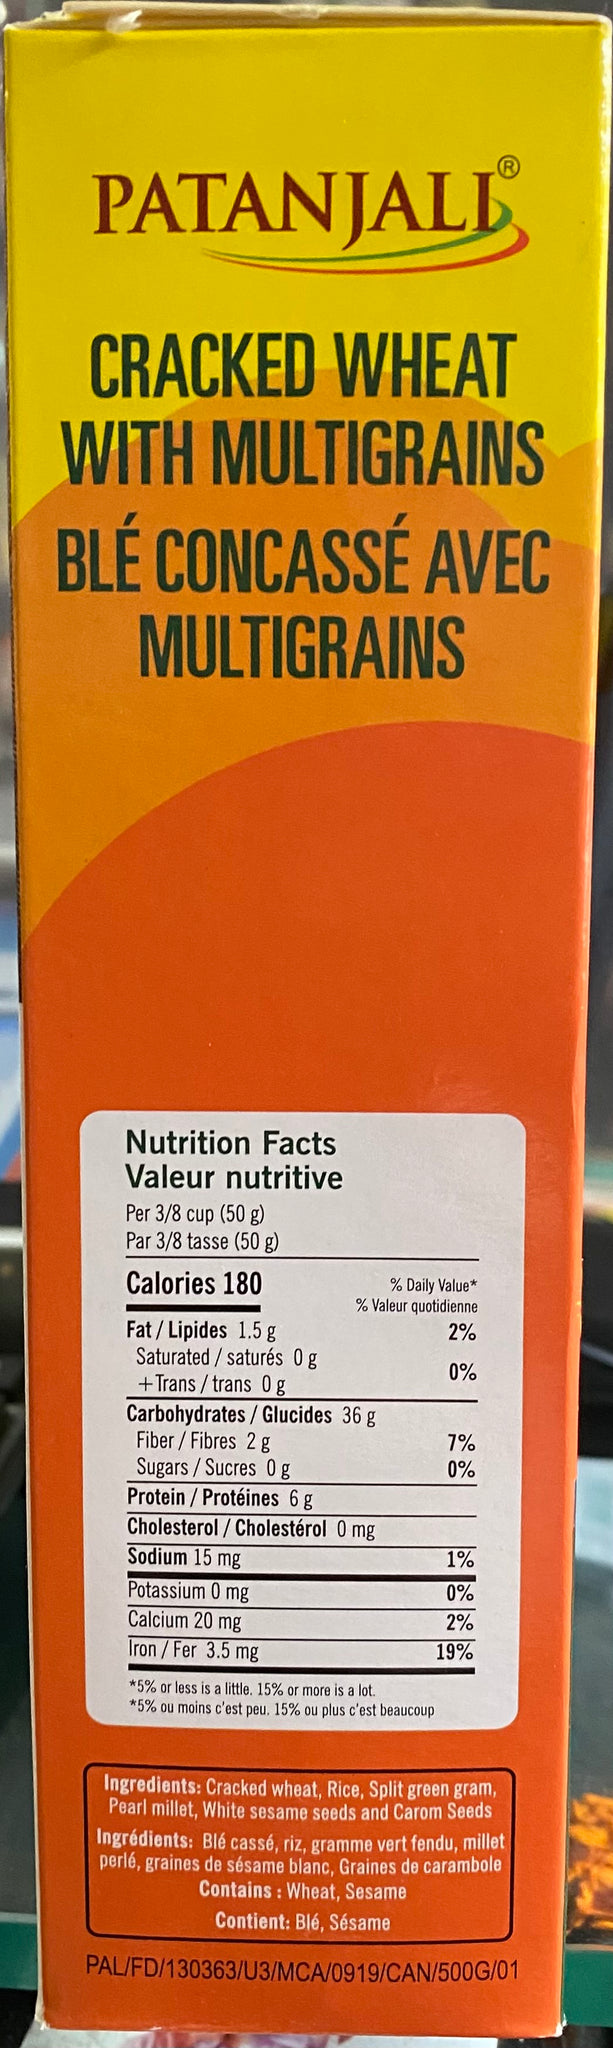 PATANJALI®
CRACKED WHEAT
WITH MULTIGRAINS
BLÉ CONCASSÉ AVEC
MULTIGRAINS
Nutrition Facts
Valeur nutritive
Per 3/8 cup (50 g)
Par 3/8 tasse (50 g)
Calories 180
% Daily Value*
% Valeur quotidienne
Fat / Lipides 1.5 g 2%
Saturated / saturés 0 g
+Trans / trans 0 g
0%
Carbohydrates / Glucides 36 g
Fiber / Fibres 2 g 7%
Sugars / Sucres 0 g 0%
Protein / Protéines 6 g
Cholesterol / Cholestérol 0 mg
Sodium 15 mg 1%
Potassium 0 mg 0%
Calcium 20 mg 2%
Iron / Fer 3.5 mg 19%
*5% or less is a little. 15% or more is a lot.
*5% ou moins c'est peu. 15% ou plus c'est beaucoup
Ingredients: Cracked wheat, Rice, Split green gram,
Pearl millet, White sesame seeds and Carom Seeds
Ingrédients: Blé cassé, riz, gramme vert fendu, millet
perlé, graines de sésame blanc, Graines de carambole
Contains : Wheat, Sesame
Contient: Blé, Sésame
PAL/FD/130363/U3/MCA/0919/CAN/500G/01